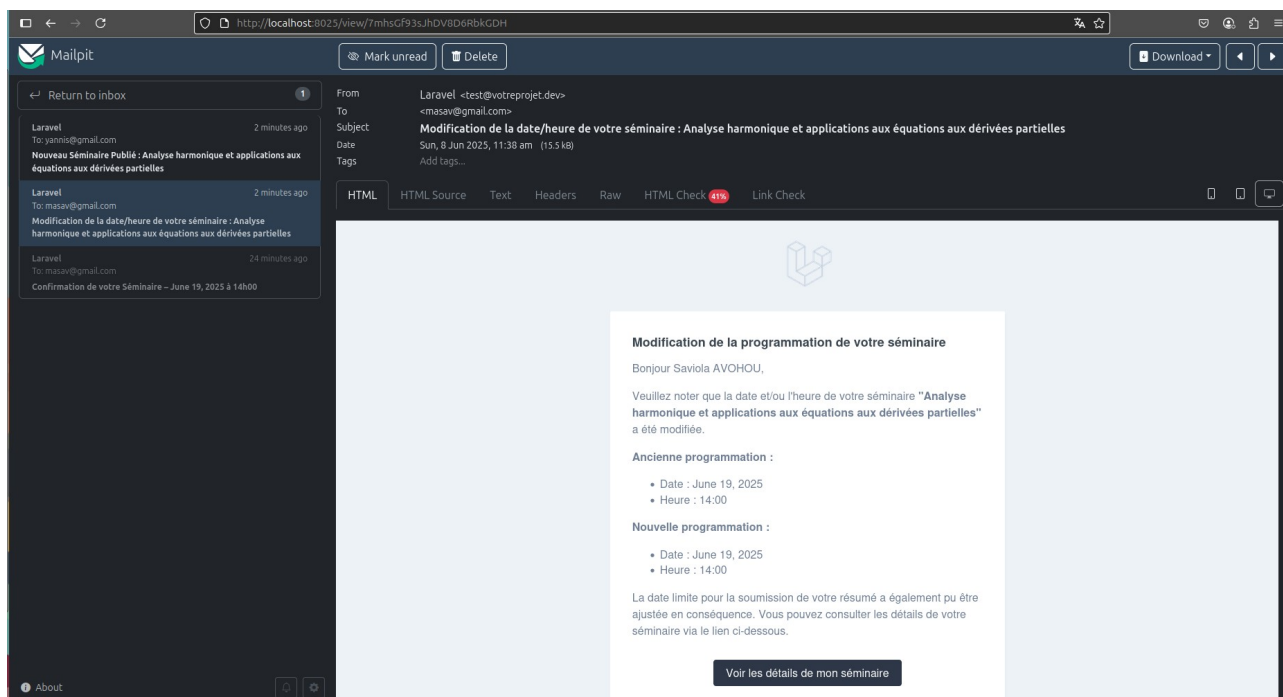 http://localhost:8025/view/7mhsGf93sJhDV8D6RbkGDH
Mailpit
Mark unread
Delete
Download
Return to inbox
1
Laravel
2 minutes ago
To: yannis@gmail.com
Nouveau Séminaire Publié : Analyse harmonique et applications aux
équations aux dérivées partielles
Laravel
2 minutes ago
To: masav@gmail.com
Modification de la date/heure de votre séminaire : Analyse
harmonique et applications aux équations aux dérivées partielles
Laravel
24 minutes ago
To: masav@gmail.com
Confirmation de votre Séminaire – June 19, 2025 à 14h00
From Laravel <test@votreprojet.dev>
To <masav@gmail.com>
Subject Modification de la date/heure de votre séminaire : Analyse harmonique et applications aux équations aux dérivées partielles
Date Sun, 8 Jun 2025, 11:38 am (15.5 kB)
Tags Add tags...
HTML HTML Source Text Headers Raw HTML Check 41% Link Check
Modification de la programmation de votre séminaire
Bonjour Saviola AVOHOU,
Veuillez noter que la date et/ou l'heure de votre séminaire "Analyse
harmonique et applications aux équations aux dérivées partielles"
a été modifiée.
Ancienne programmation :
• Date : June 19, 2025
• Heure : 14:00
Nouvelle programmation :
• Date : June 19, 2025
• Heure : 14:00
La date limite pour la soumission de votre résumé a également pu être
ajustée en conséquence. Vous pouvez consulter les détails de votre
séminaire via le lien ci-dessous.
Voir les détails de mon séminaire
About